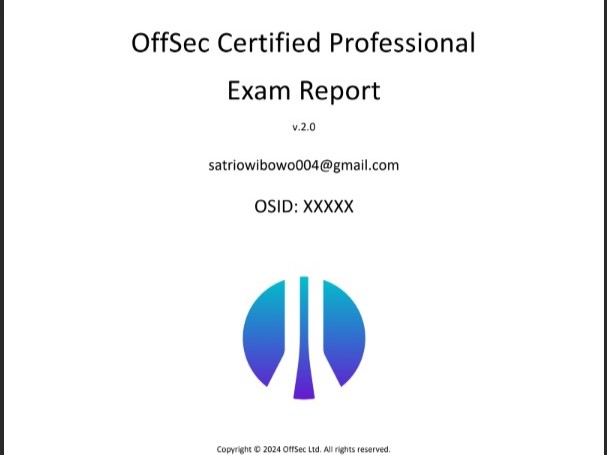 OffSec Certified Professional
Exam Report
v.2.0
satriowibowo004@gmail.com
OSID: XXXXX
Copyright © 2024 OffSec Ltd. All rights reserved.